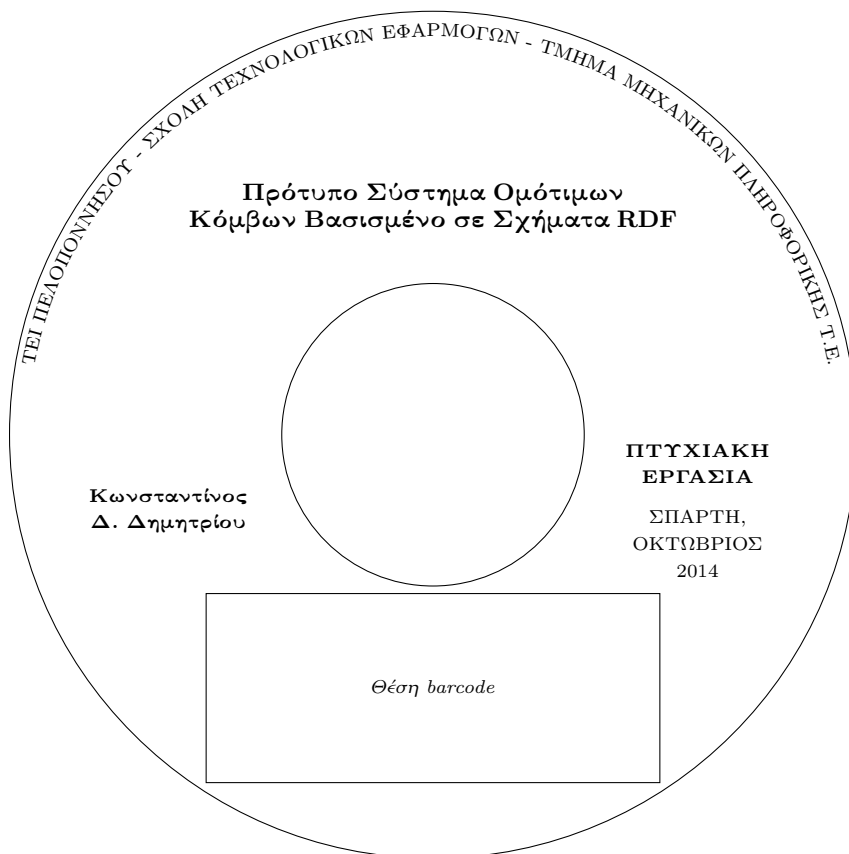 ΤΕΙ ΠΕΛΟΠΟΝΝΗΣΟΥ - ΣΧΟΛΗ ΤΕΧΝΟΛΟΓΙΚΩΝ ΕΦΑΡΜΟΓΩΝ - ΤΜΗΜΑ ΜΗΧΑΝΙΚΩΝ ΠΛΗΡΟΦΟΡΙΚΗΣ Τ.Ε.
Πρότυπο Σύστημα Ομότιμων
Κόμβων Βασισμένο σε Σχήματα RDF
Κωνσταντίνος
Δ. Δημητρίου
ΠΤΥΧΙΑΚΗ
ΕΡΓΑΣΙΑ
ΣΠΑΡΤΗ,
ΟΚΤΩΒΡΙΟΣ
2014
Θέση barcode